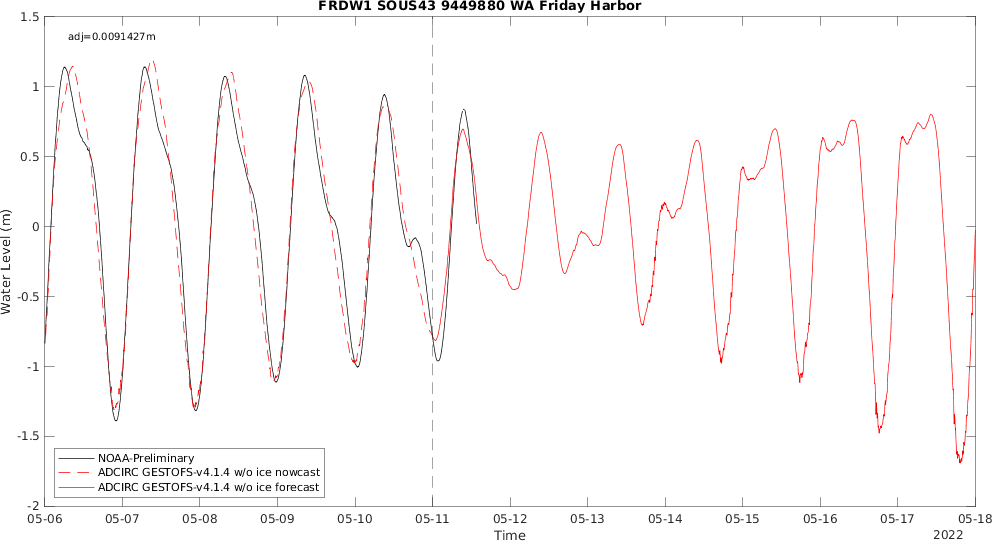 FRDW1 SOUS43 9449880 WA Friday Harbor
adj=0.0091427m
1.5
1
0.5
0
-0.5
-1
-1.5
-2
Water Level (m)
NOAA-Preliminary
ADCIRC GESTOFS-v4.1.4 w/o ice nowcast
ADCIRC GESTOFS-v4.1.4 w/o ice forecast
05-06 05-07 05-08 05-09 05-10 05-11 05-12 05-13 05-14 05-15 05-16 05-17 05-18
Time
2022